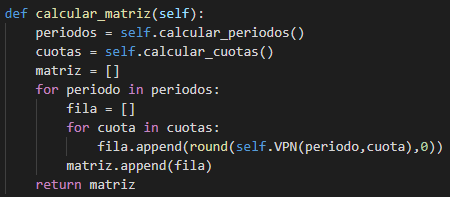 def calcular_matriz(self):
    periodos = self.calcular_periodos()
    cuotas = self.calcular_cuotas()
    matriz = []
    for periodo in periodos:
        fila = []
        for cuota in cuotas:
            fila.append(round(self.VPN(periodo,cuota),0))
        matriz.append(fila)
    return matriz